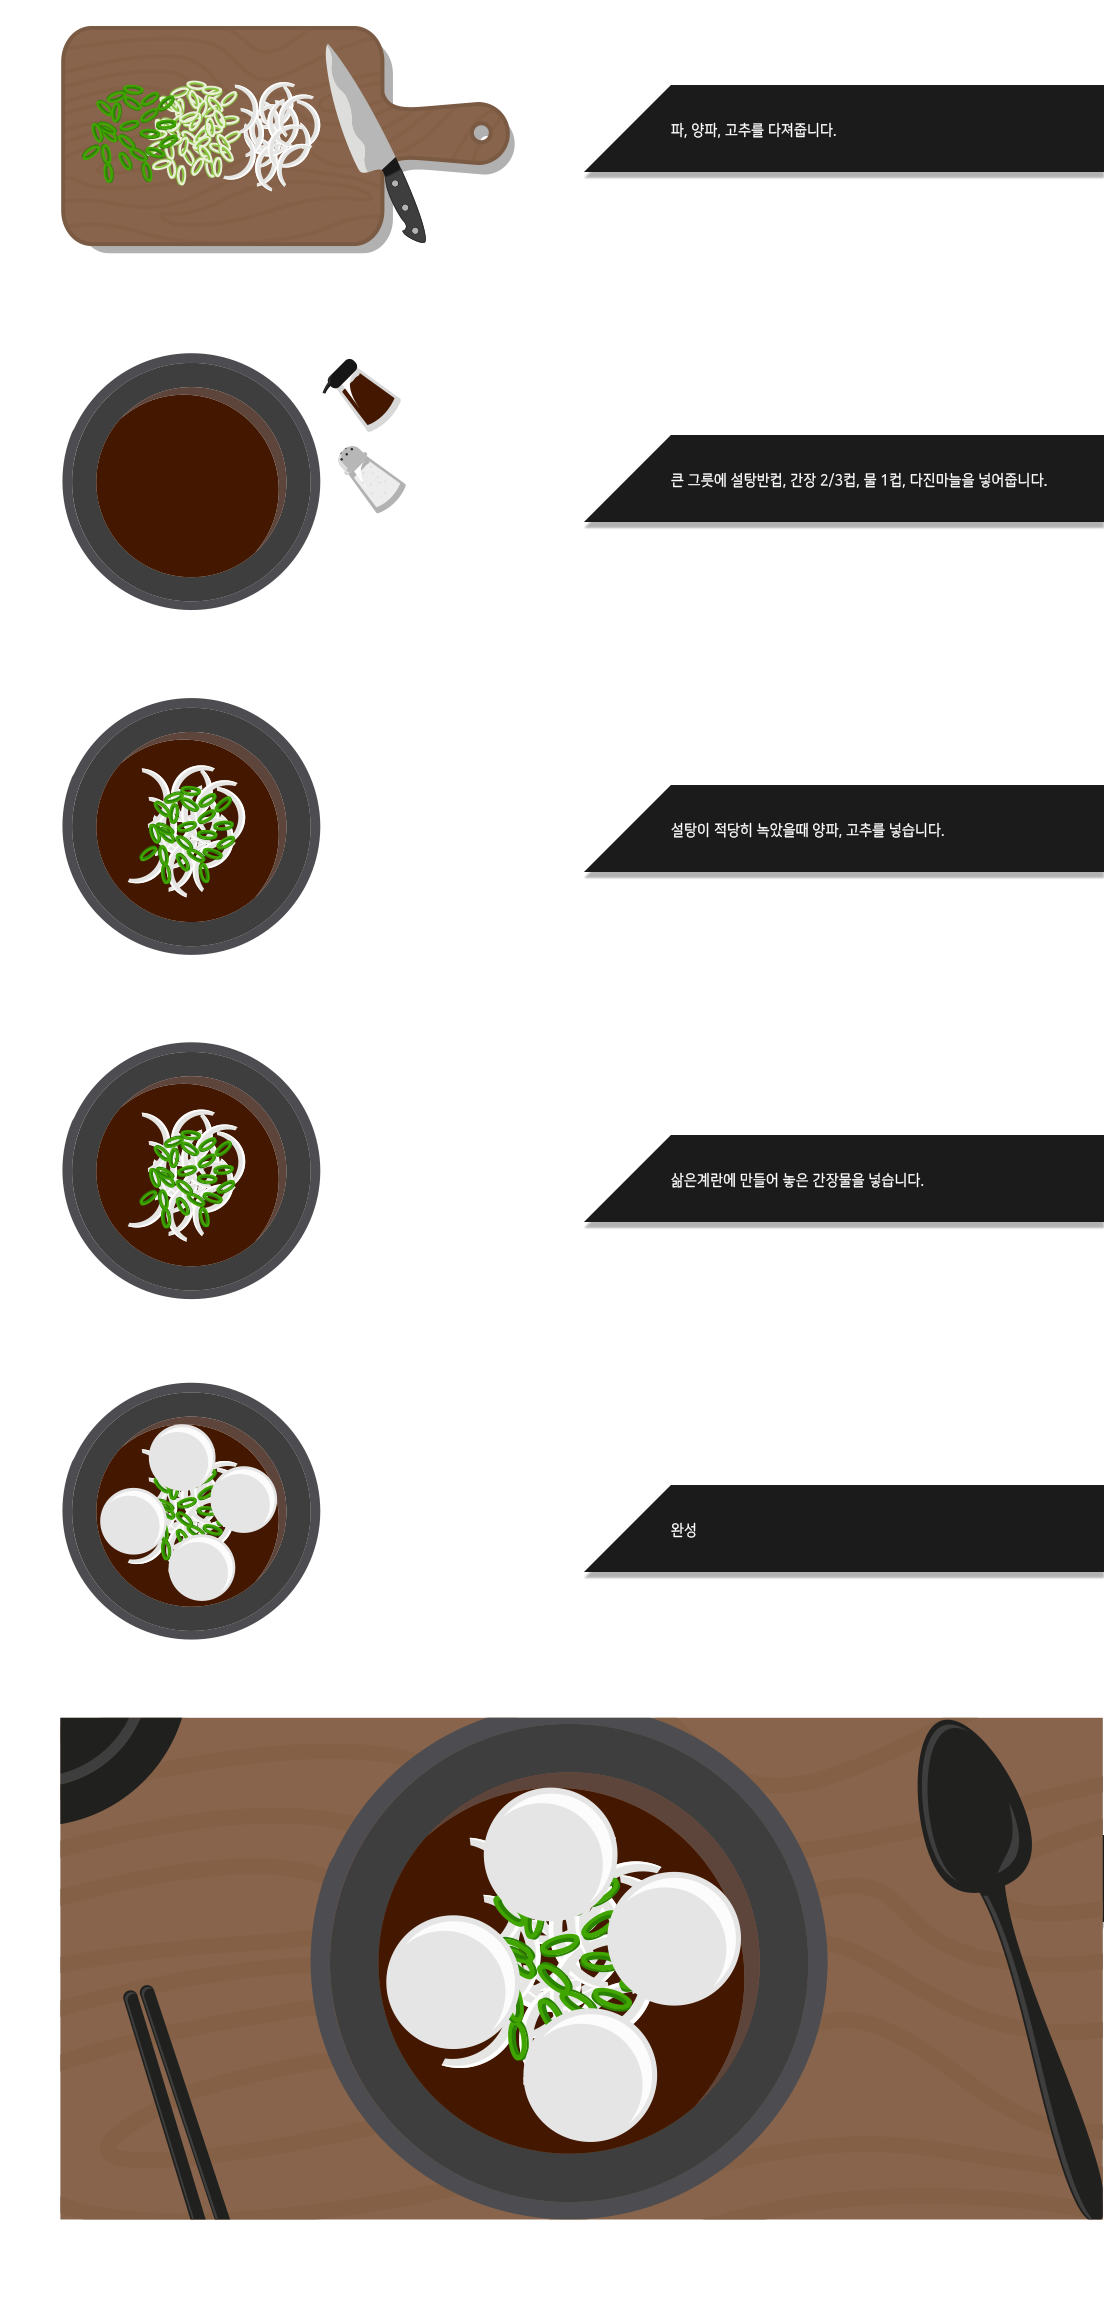 파, 양파, 고추를 다져줍니다.
큰 그릇에 설탕반컵, 간장 2/3컵, 물 1컵, 다진마늘을 넣어줍니다.
설탕이 적당히 녹았을때 양파, 고추를 넣습니다.
삶은계란에 만들어 놓은 간장물을 넣습니다.
완성